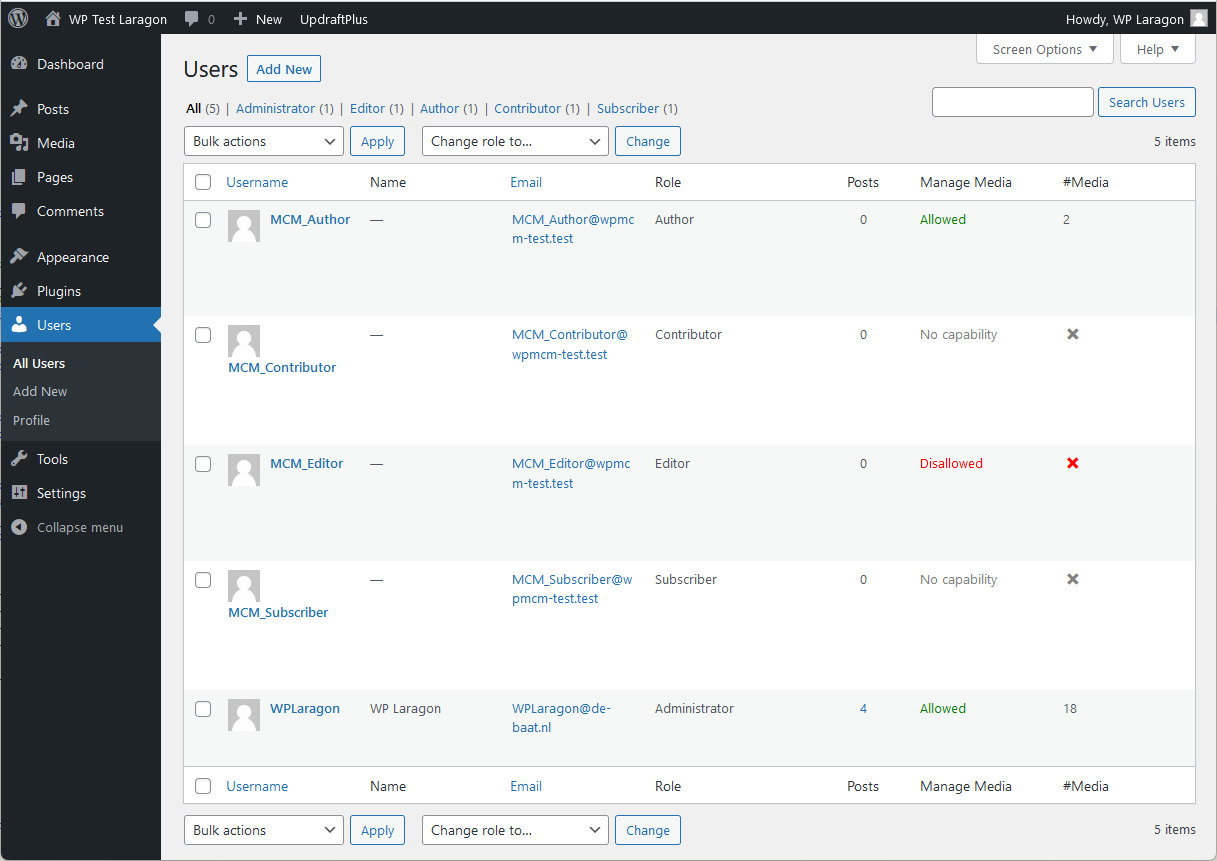 WP Test Laragon 0 New UpdraftPlus Howdy, WP Laragon
Dashboard
Posts
Media
Pages
Comments
Appearance
Plugins
Users
All Users
Add New
Profile
Tools
Settings
Collapse menu
Screen Options ▼ Help ▼
Users Add New
All (5) | Administrator (1) | Editor (1) | Author (1) | Contributor (1) | Subscriber (1)
Search Users
Bulk actions Apply Change role to... Change 5 items
Username Name Email Role Posts Manage Media #Media
MCM_Author — MCM_Author@wpmc Author 0 Allowed 2
m-test.test
— MCM_Contributor@ Contributor 0 No capability ✖
wpmcm-test.test
MCM_Contributor
MCM_Editor — MCM_Editor@wpmc Editor 0 Disallowed ✖
m-test.test
— MCM_Subscriber@w Subscriber 0 No capability ✖
pmcm-test.test
MCM_Subscriber
WPLaragon WP Laragon WPLaragon@de- Administrator 4 Allowed 18
baat.nl
Username Name Email Role Posts Manage Media #Media
Bulk actions Apply Change role to... Change 5 items